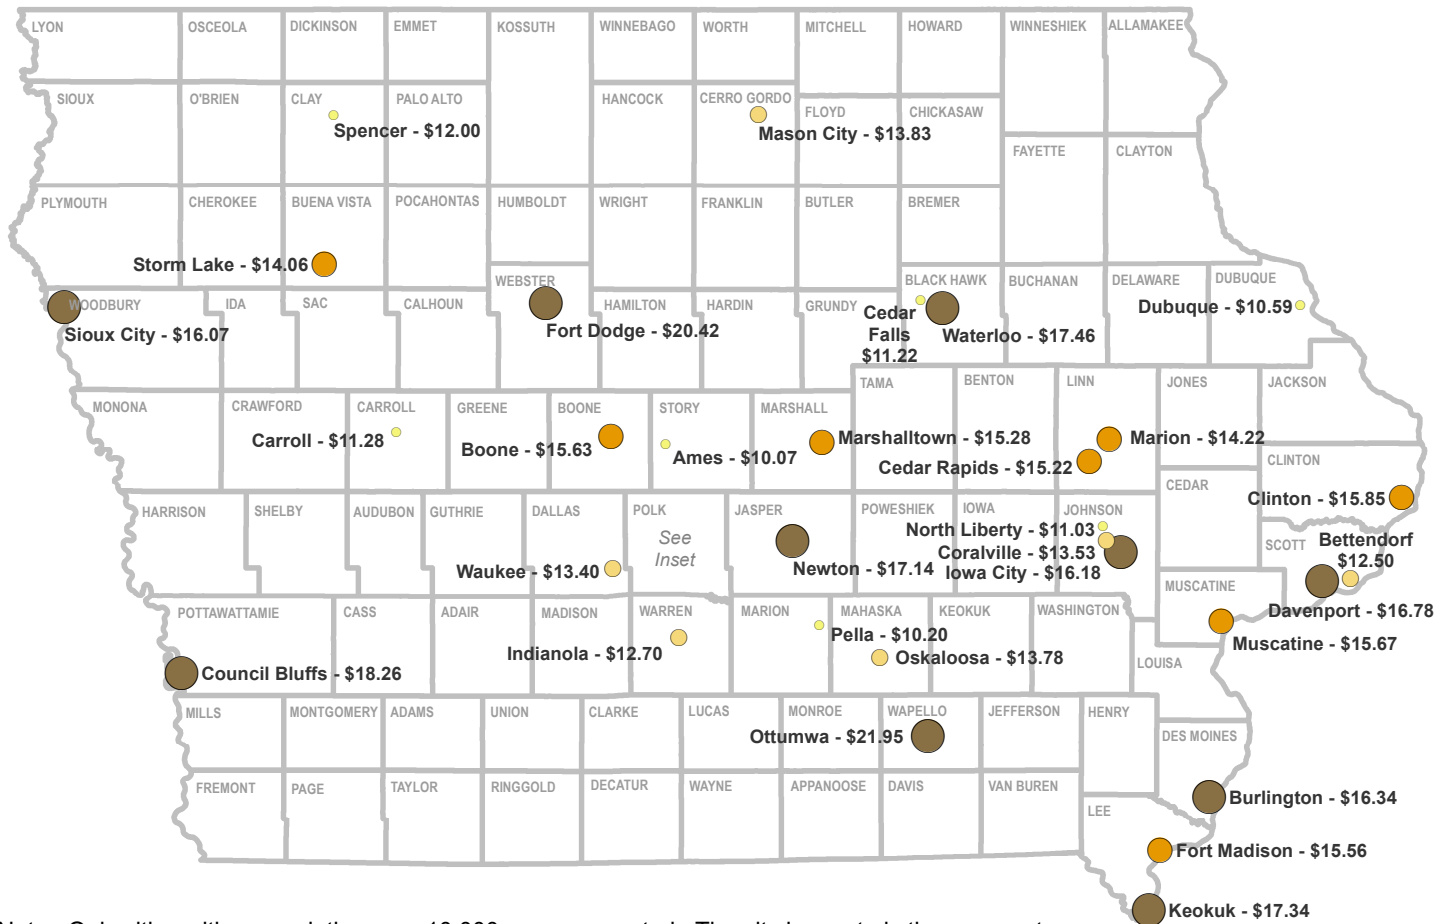 LYON
OSCEOLA
DICKINSON
EMMET
KOSSUTH
WINNEBAGO
WORTH
MITCHELL
HOWARD
WINNESHIEK
ALLAMAKEE
SIOUX
O'BRIEN
CLAY
PALO ALTO
HANCOCK
CERRO GORDO
FLOYD
CHICKASAW
Spencer - $12.00
Mason City - $13.83
FAYETTE
CLAYTON
PLYMOUTH
CHEROKEE
BUENA VISTA
POCAHONTAS
HUMBOLDT
WRIGHT
FRANKLIN
BUTLER
BREMER
Storm Lake - $14.06
WEBSTER
BLACK HAWK
BUCHANAN
DELAWARE
DUBUQUE
WOODBURY
IDA
SAC
CALHOUN
HAMILTON
HARDIN
GRUNDY
Sioux City - $16.07
Fort Dodge - $20.42
Cedar
Falls
$11.22
Waterloo - $17.46
Dubuque - $10.59
TAMA
BENTON
LINN
JONES
JACKSON
MONONA
CRAWFORD
CARROLL
GREENE
BOONE
STORY
MARSHALL
Carroll - $11.28
Boone - $15.63
Ames - $10.07
Marshalltown - $15.28
Marion - $14.22
Cedar Rapids - $15.22
CLINTON
CEDAR
Clinton - $15.85
HARRISON
SHELBY
AUDUBON
GUTHRIE
DALLAS
POLK
JASPER
POWESHIEK
IOWA
JOHNSON
See
Inset
North Liberty - $11.03
Coralville - $13.53
Iowa City - $16.18
SCOTT
Bettendorf
$12.50
Waukee - $13.40
Newton - $17.14
MUSCATINE
Davenport - $16.78
Muscatine - $15.67
POTTAWATTAMIE
CASS
ADAIR
MADISON
WARREN
MARION
MAHASKA
KEOKUK
WASHINGTON
Pella - $10.20
Indianola - $12.70
Oskaloosa - $13.78
LOUISA
Council Bluffs - $18.26
MILLS
MONTGOMERY
ADAMS
UNION
CLARKE
LUCAS
MONROE
WAPELLO
JEFFERSON
HENRY
DES MOINES
Ottumwa - $21.95
FREMONT
PAGE
TAYLOR
RINGGOLD
DECATUR
WAYNE
APPANOOSE
DAVIS
VAN BUREN
LEE
Burlington - $16.34
Fort Madison - $15.56
Keokuk - $17.34